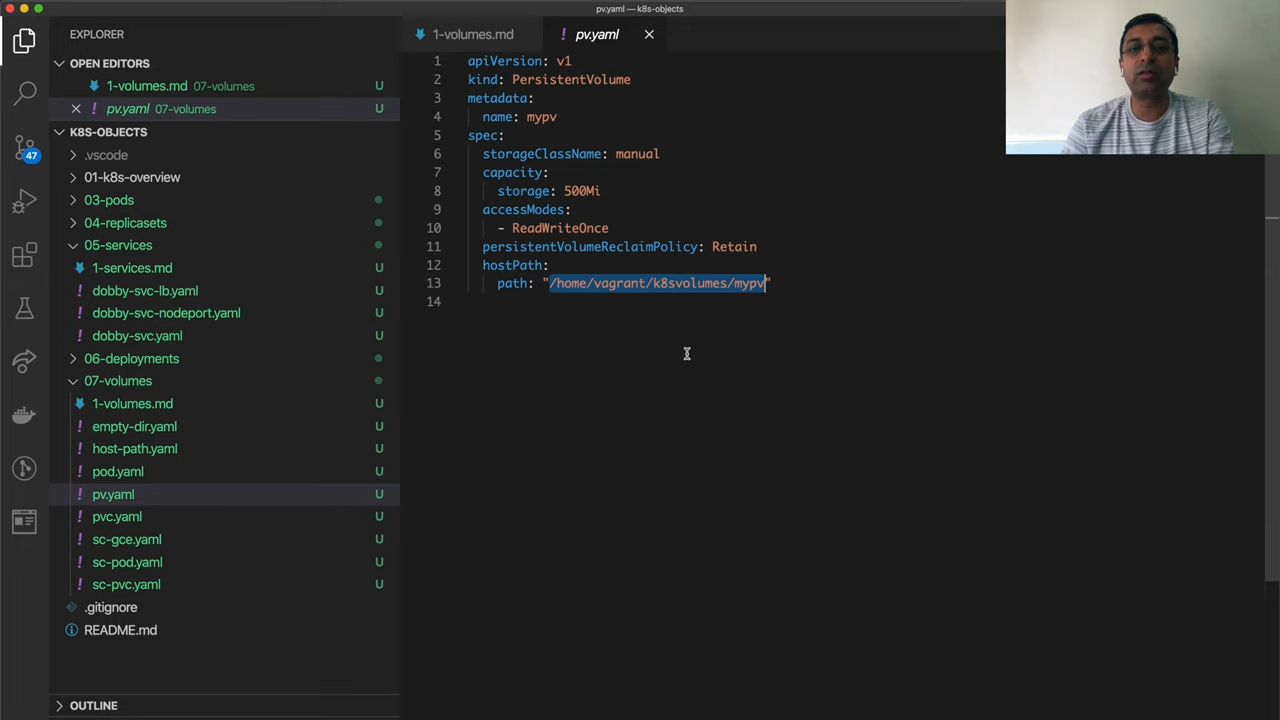 pv.yaml — k8s-objects
EXPLORER
OPEN EDITORS
1-volumes.md 07-volumes U
pv.yaml 07-volumes U
K8S-OBJECTS
.vscode
01-k8s-overview
03-pods
04-replicasets
05-services
1-services.md U
dobby-svc-lb.yaml U
dobby-svc-nodeport.yaml U
dobby-svc.yaml U
06-deployments
07-volumes
1-volumes.md U
empty-dir.yaml U
host-path.yaml U
pod.yaml U
pv.yaml U
pvc.yaml U
sc-gce.yaml U
sc-pod.yaml U
sc-pvc.yaml U
.gitignore
README.md
OUTLINE
47
1-volumes.md
pv.yaml
1 apiVersion: v1
2 kind: PersistentVolume
3 metadata:
4 name: mypv
5 spec:
6 storageClassName: manual
7 capacity:
8 storage: 500Mi
9 accessModes:
10 - ReadWriteOnce
11 persistentVolumeReclaimPolicy: Retain
12 hostPath:
13 path: "/home/vagrant/k8svolumes/mypv"
14